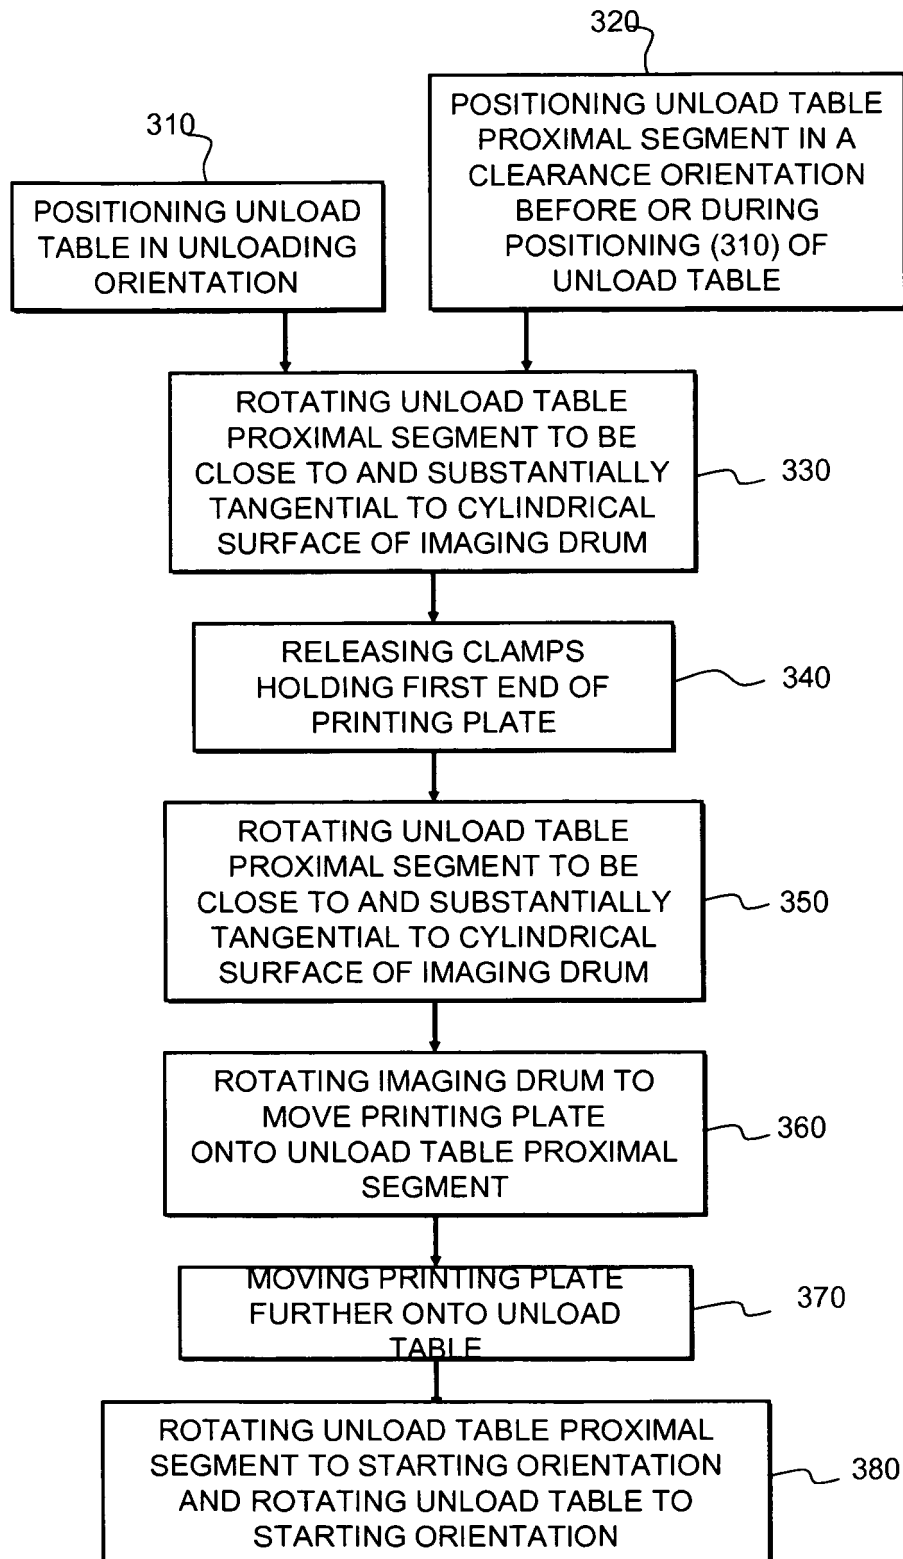 320
310
POSITIONING UNLOAD
TABLE IN UNLOADING
ORIENTATION
POSITIONING UNLOAD TABLE
PROXIMAL SEGMENT IN A
CLEARANCE ORIENTATION
BEFORE OR DURING
POSITIONING (310) OF
UNLOAD TABLE
ROTATING UNLOAD TABLE
PROXIMAL SEGMENT TO BE
CLOSE TO AND SUBSTANTIALLY
TANGENTIAL TO CYLINDRICAL
SURFACE OF IMAGING DRUM
330
RELEASING CLAMPS
HOLDING FIRST END OF
PRINTING PLATE
340
ROTATING UNLOAD TABLE
PROXIMAL SEGMENT TO BE
CLOSE TO AND SUBSTANTIALLY
TANGENTIAL TO CYLINDRICAL
SURFACE OF IMAGING DRUM
350
ROTATING IMAGING DRUM TO
MOVE PRINTING PLATE
ONTO UNLOAD TABLE PROXIMAL
SEGMENT
360
MOVING PRINTING PLATE
FURTHER ONTO UNLOAD
TABLE
370
ROTATING UNLOAD TABLE PROXIMAL
SEGMENT TO STARTING ORIENTATION
AND ROTATING UNLOAD TABLE TO
STARTING ORIENTATION
380